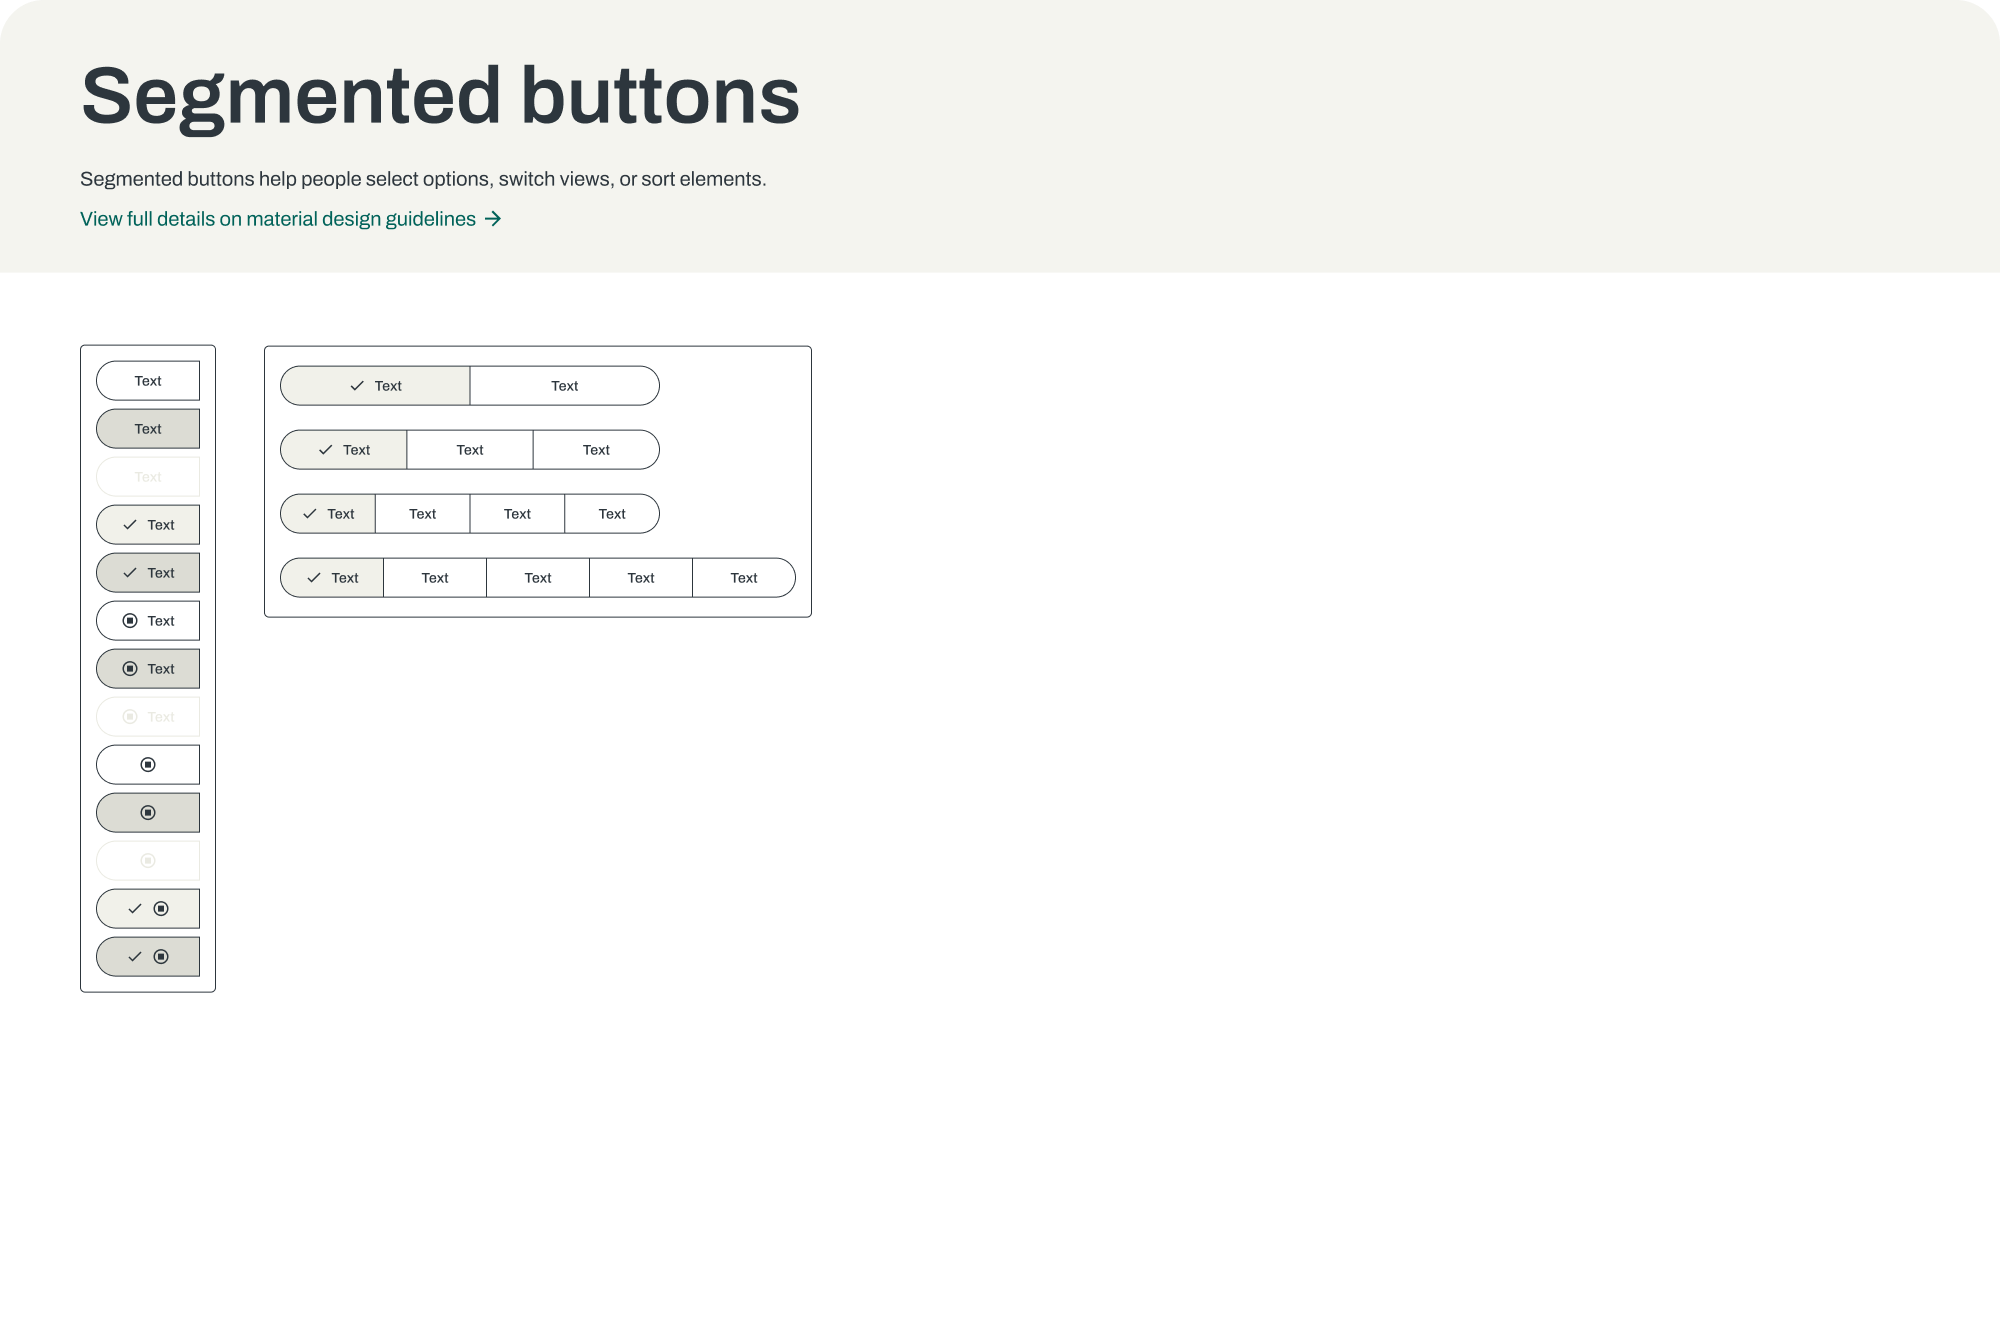 Segmented buttons
Segmented buttons help people select options, switch views, or sort elements.
View full details on material design guidelines
Text
Text
Text
Text
Text
Text
Text
Text
Text Text
Text Text Text
Text Text Text Text
Text Text Text Text Text